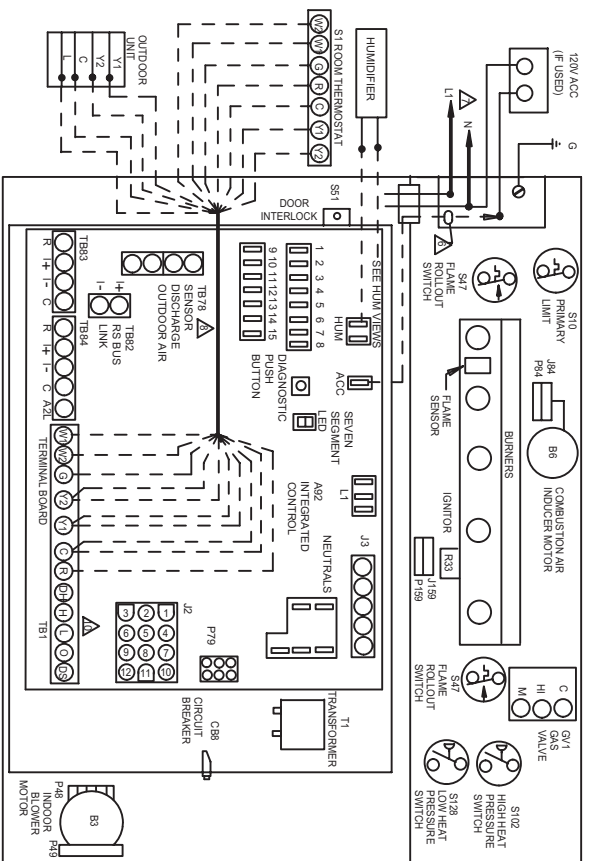 OUTDOOR
UNIT
L
C
Y2
Y1
S1 ROOM THERMOSTAT
W2
W1
G
R
C
Y1
Y2
HUMIDIFIER
120V ACC
(IF USED)
L1
7
N
G
S51
DOOR
INTERLOCK
6
S47
FLAME
ROLLOUT
SWITCH
S10
PRIMARY
LIMIT
TB83
R
I+
I-
C
TB78
8
DISCHARGE
SENSOR
OUTDOOR AIR
I+
I-
TB82
RS BUS
LINK
TB84
R
I+
I-
C
A2L
9 10 11 12 13 14 15
1 2 3 4 5 6 7 8
SEE HUM VIEWS
HUM
ACC
DIAGNOSTIC
PUSH
BUTTON
SEVEN
SEGMENT
LED
J84
P84
FLAME
SENSOR
BURNERS
B6
COMBUSTION AIR
INDUCER MOTOR
IGNITOR
R33
J159
P159
L1
A92
INTEGRATED
CONTROL
NEUTRALS
J3
TERMINAL BOARD
W1
W2
G
Y2
Y1
C
R
DH
H
L
O
DS
TB1
10
J2
3 2 1
6 5 4
9 8 7
12 11 10
P79
S47
FLAME
ROLLOUT
SWITCH
M
HI
C
GV1
GAS
VALVE
T1
TRANSFORMER
CB8
CIRCUIT
BREAKER
S128
LOW HEAT
PRESSURE
SWITCH
S102
HIGH HEAT
PRESSURE
SWITCH
P48
INDOOR
BLOWER
MOTOR
B3
P49